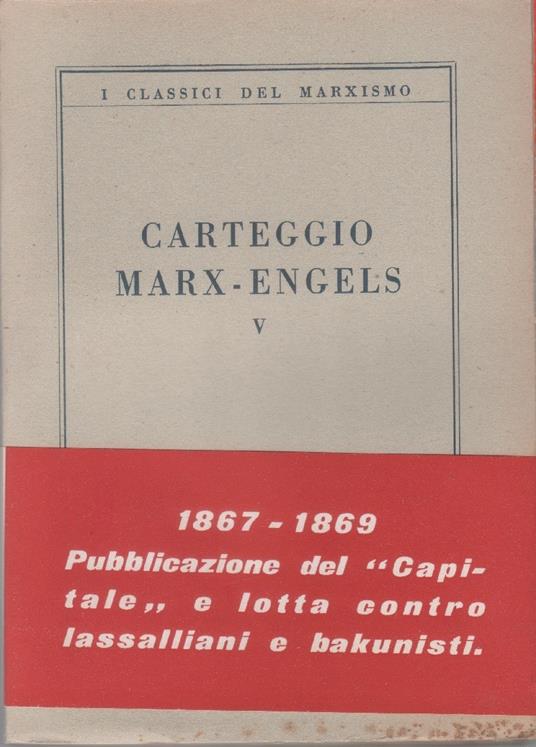 I CLASSICI DEL MARXISMO
CARTEGGIO
MARX-ENGELS
V
1867-1869
Pubblicazione del “Capi-
tale„ e lotta contro
lassalliani e bakunisti.